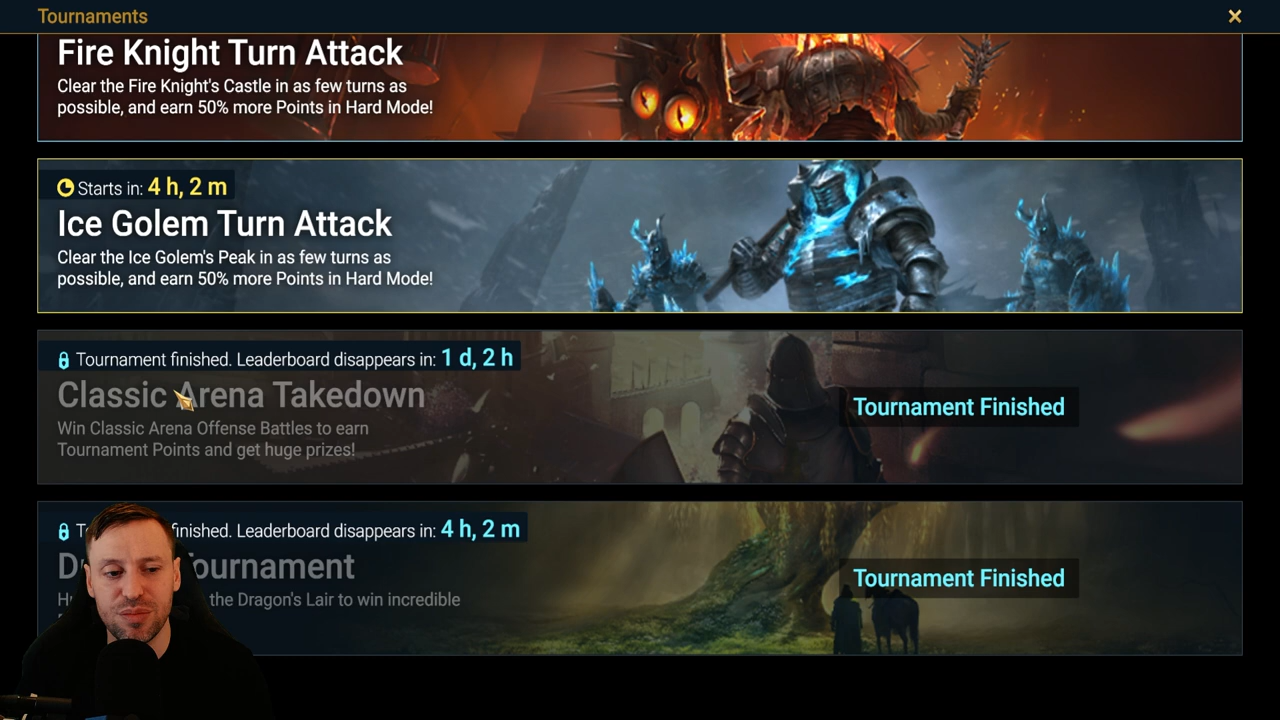 Tournaments
Fire Knight Turn Attack
Clear the Fire Knight's Castle in as few turns as
possible, and earn 50% more Points in Hard Mode!
Starts in: 4 h, 2 m
Ice Golem Turn Attack
Clear the Ice Golem's Peak in as few turns as
possible, and earn 50% more Points in Hard Mode!
Tournament finished. Leaderboard disappears in: 1 d, 2 h
Classic Arena Takedown
Win Classic Arena Offense Battles to earn
Tournament Points and get huge prizes!
Tournament Finished
finished. Leaderboard disappears in: 4 h, 2 m
Tournament
the Dragon's Lair to win incredible
Tournament Finished